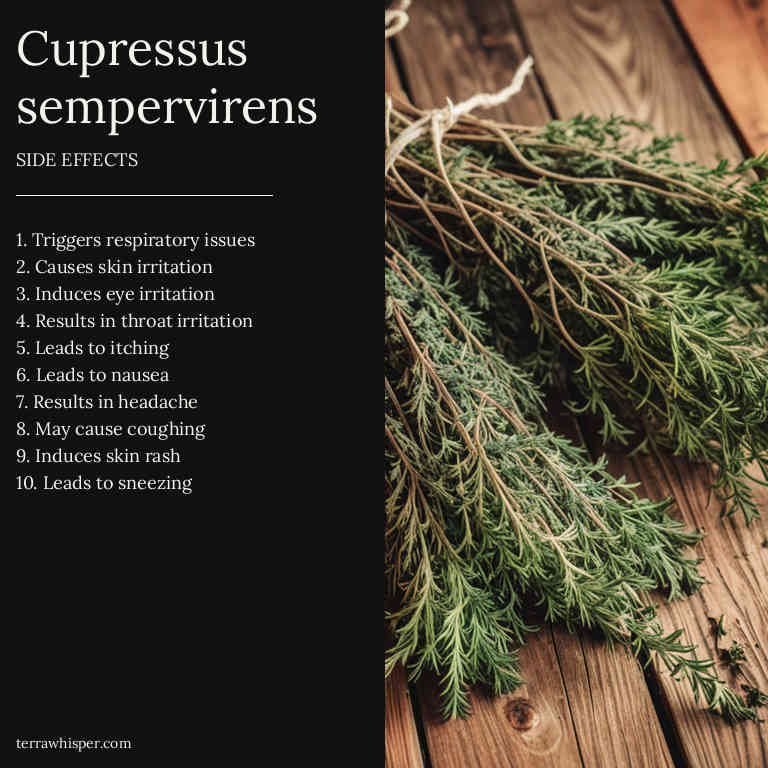 Cupressus
sempervirens
SIDE EFFECTS
1. Triggers respiratory issues
2. Causes skin irritation
3. Induces eye irritation
4. Results in throat irritation
5. Leads to itching
6. Leads to nausea
7. Results in headache
8. May cause coughing
9. Induces skin rash
10. Leads to sneezing
terrawhisper.com